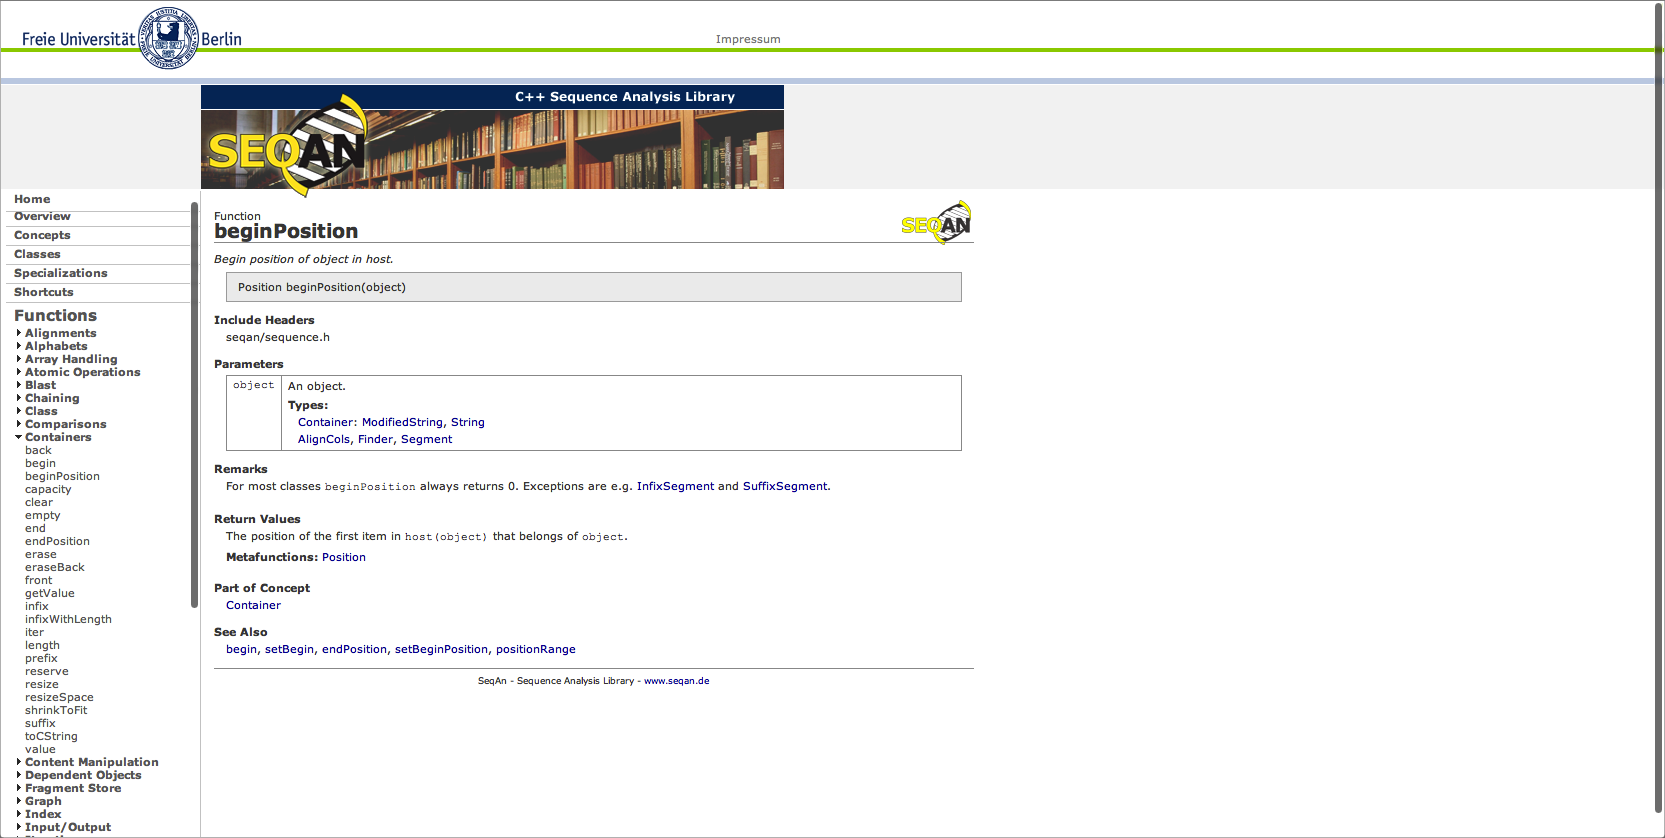 Freie Universität Berlin
Impressum
C++ Sequence Analysis Library
SEQAN
Home
Overview
Concepts
Classes
Specializations
Shortcuts
Functions
Alignments
Alphabets
Array Handling
Atomic Operations
Blast
Chaining
Class
Comparisons
Containers
back
begin
beginPosition
capacity
clear
empty
end
endPosition
erase
eraseBack
front
getValue
infix
infixWithLength
iter
length
prefix
reserve
resize
resizeSpace
shrinkToFit
suffix
toCString
value
Content Manipulation
Dependent Objects
Fragment Store
Graph
Index
Input/Output
Function
beginPosition
SEQAN
Begin position of object in host.
Position beginPosition(object)
Include Headers
seqan/sequence.h
Parameters
object An object.
Types:
Container: ModifiedString, String
AlignCols, Finder, Segment
Remarks
For most classes beginPosition always returns 0. Exceptions are e.g. InfixSegment and SuffixSegment.
Return Values
The position of the first item in host(object) that belongs of object.
Metafunctions: Position
Part of Concept
Container
See Also
begin, setBegin, endPosition, setBeginPosition, positionRange
SeqAn - Sequence Analysis Library - www.seqan.de